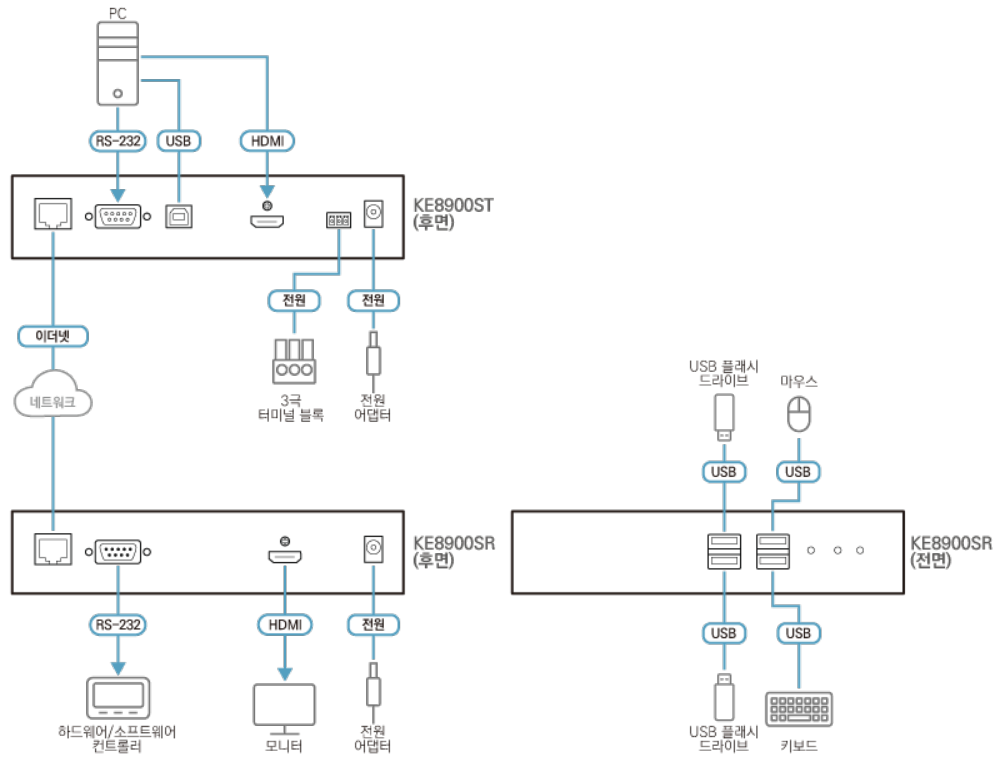 PC
RS-232
USB
HDMI
KE8900ST
(후면)
전원
전원
이더넷
네트워크
3극
터미널 블록
전원
어댑터
USB 플래시
드라이브
마우스
USB
USB
KE8900SR
(후면)
KE8900SR
(전면)
RS-232
HDMI
전원
USB
USB
하드웨어/소프트웨어
컨트롤러
모니터
전원
어댑터
USB 플래시
드라이브
키보드